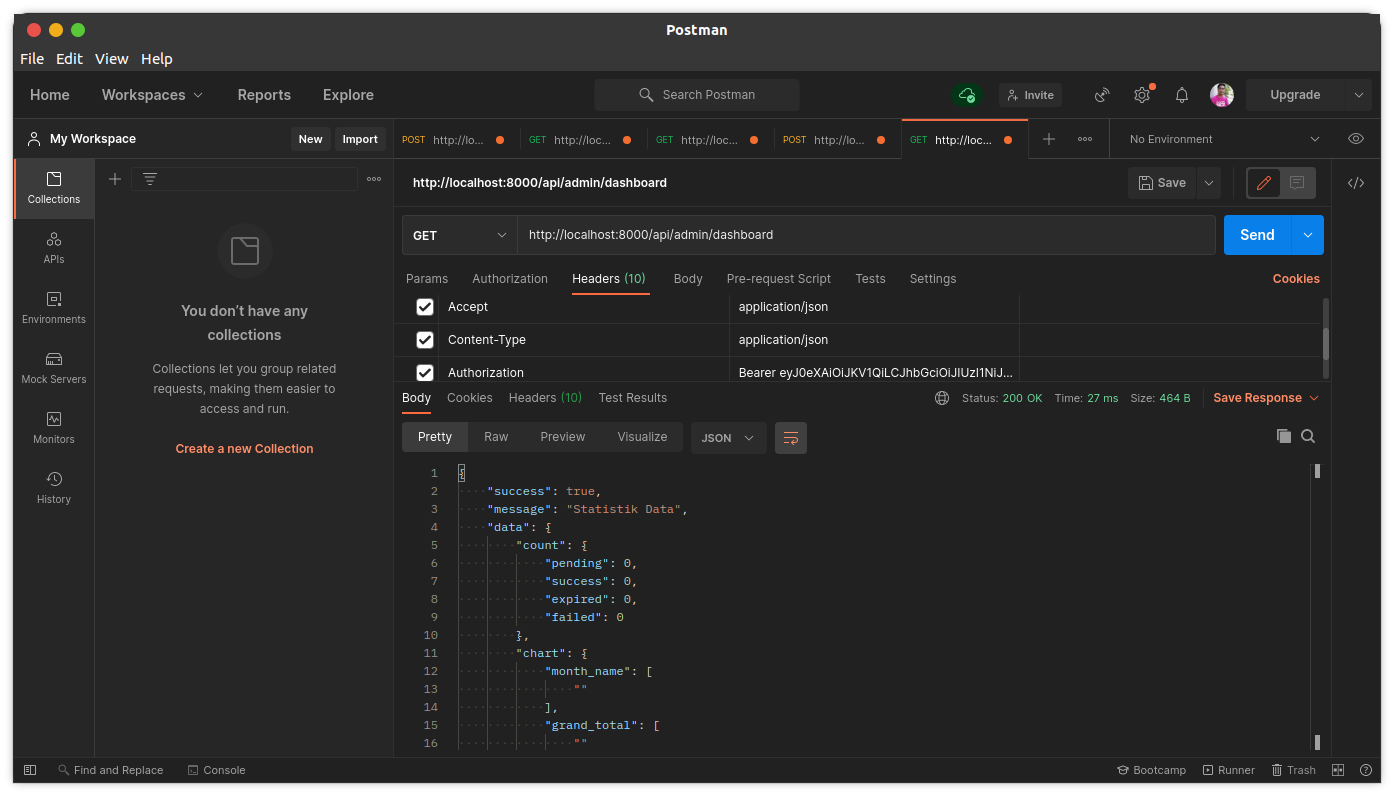 Postman
File Edit View Help
Home Workspaces Reports Explore Search Postman Invite Upgrade
My Workspace New Import POST http://lo... GET http://loc... GET http://loc... POST http://lo... GET http://loc... No Environment
http://localhost:8000/api/admin/dashboard Save
GET http://localhost:8000/api/admin/dashboard Send
Params Authorization Headers (10) Body Pre-request Script Tests Settings Cookies
Accept application/json
Content-Type application/json
Authorization Bearer eyJ0eXAiOiJKV1QiLCJhbGciOiJIUzI1NiJ...
Body Cookies Headers (10) Test Results Status: 200 OK Time: 27 ms Size: 464 B Save Response
Pretty Raw Preview Visualize JSON
1 {
2 "success": true,
3 "message": "Statistik Data",
4 "data": {
5 "count": {
6 "pending": 0,
7 "success": 0,
8 "expired": 0,
9 "failed": 0
10 },
11 "chart": {
12 "month_name": [
13 ""
14 ],
15 "grand_total": [
16 ""
Collections
APIs
Environments
Mock Servers
Monitors
History
You don’t have any
collections
Collections let you group related
requests, making them easier to
access and run.
Create a new Collection
Find and Replace Console Bootcamp Runner Trash